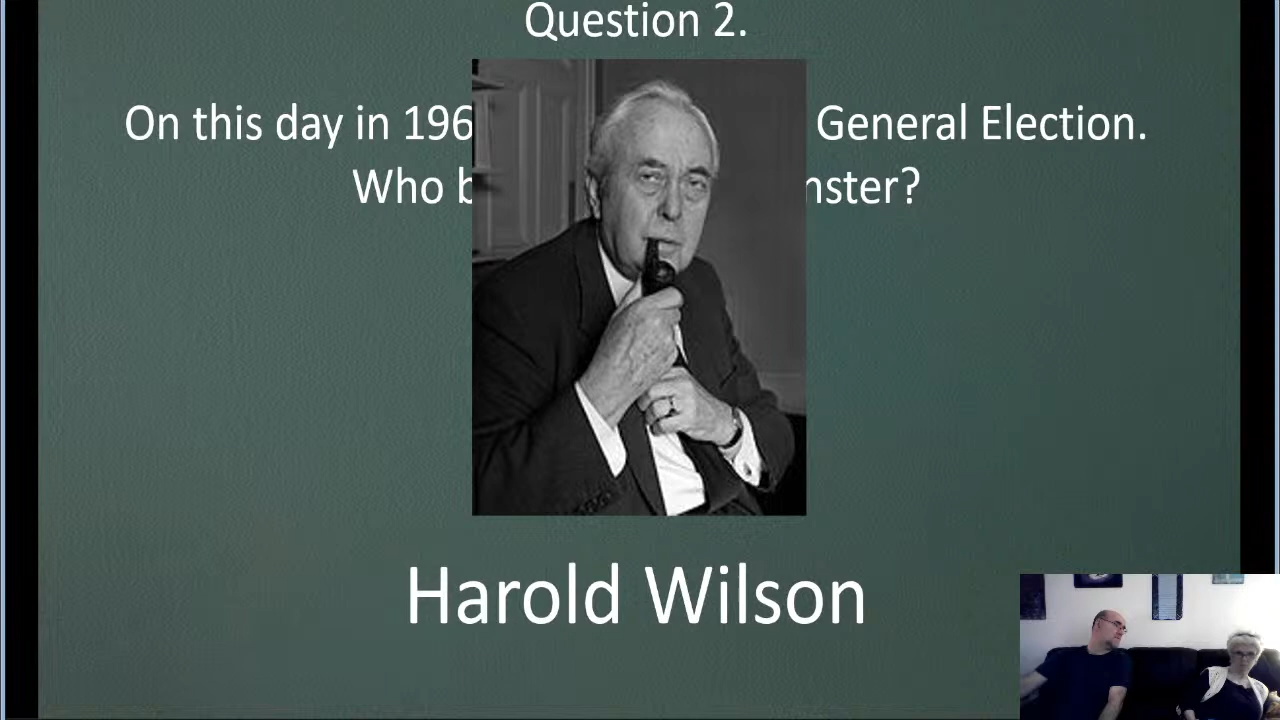 Question 2.
On this day in 196 General Election.
Who b nster?
Harold Wilson